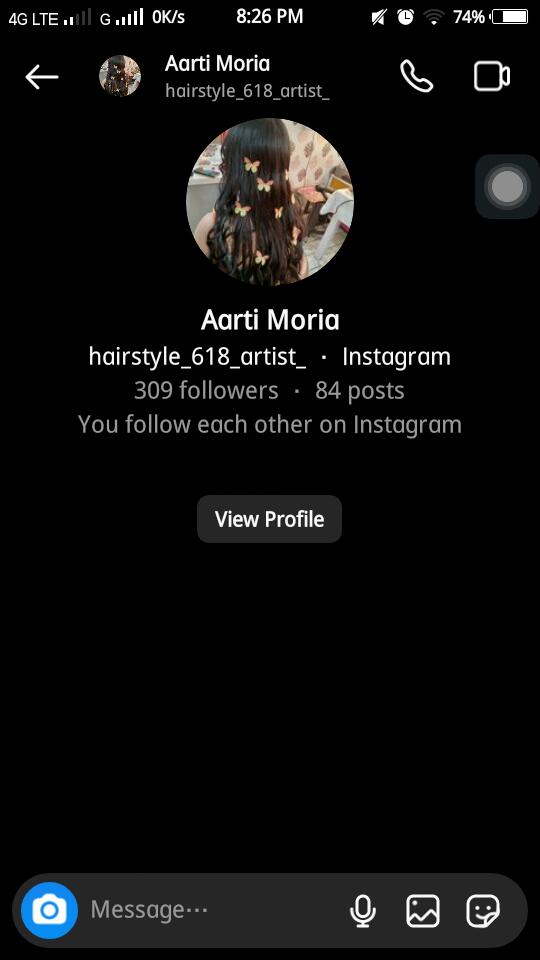 4G LTE G 0K/s 8:26 PM 74%
Aarti Moria
hairstyle_618_artist_
Aarti Moria
hairstyle_618_artist_ · Instagram
309 followers · 84 posts
You follow each other on Instagram
View Profile
Message···